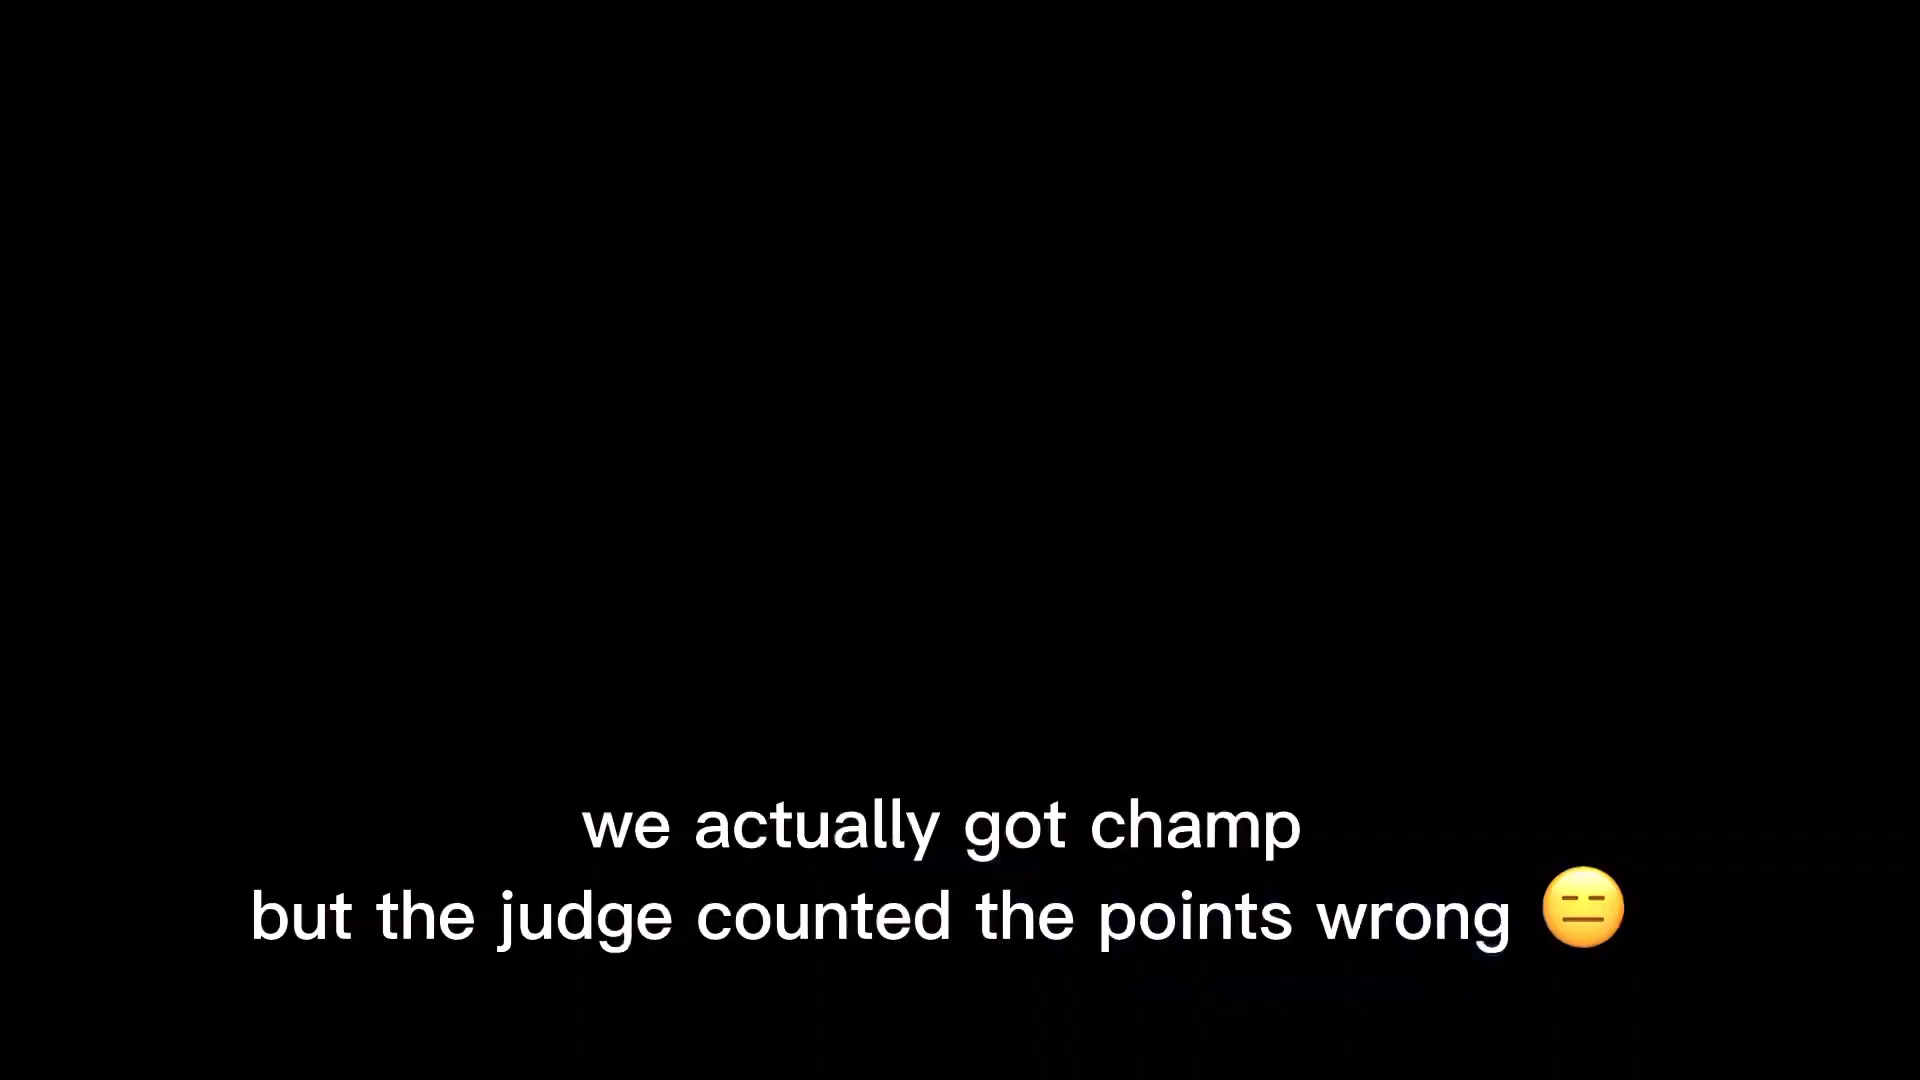 we actually got champ
but the judge counted the points wrong 😑